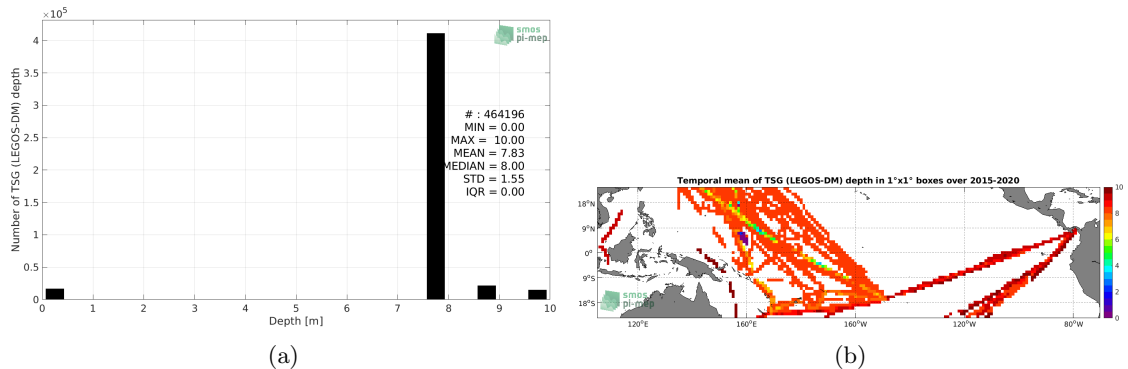 ×10⁵
4
3.5
3
2.5
2
1.5
1
0.5
0
Number of TSG (LEGOS-DM) depth
0 1 2 3 4 5 6 7 8 9 10
Depth [m]
smos
pi-mep
# : 464196
MIN = 0.00
MAX = 10.00
MEAN = 7.83
MEDIAN = 8.00
STD = 1.55
IQR = 0.00
(a)
Temporal mean of TSG (LEGOS-DM) depth in 1°x1° boxes over 2015-2020
18°N
9°N
0°
9°S
18°S
120°E 160°E 160°W 120°W 80°W
smos
pi-mep
10
8
6
4
2
0
(b)